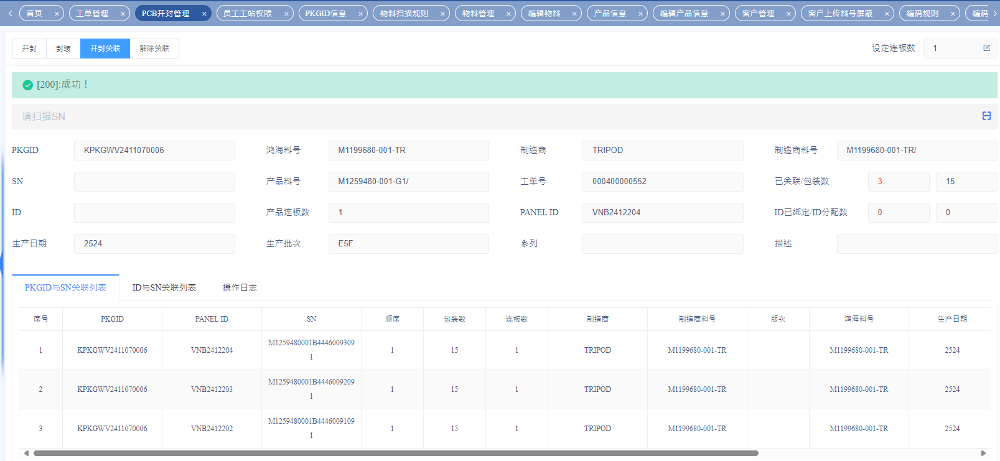 首页 × 工单管理 × PCB开封管理 × 员工工站权限 × PKGID信息 × 物料扫描规则 × 物料管理 × 编辑物料 × 产品信息 × 编辑产品信息 × 客户管理 × 客户上传料号屏蔽 × 编码规则 × 编码
开封 封装 开封关联 解除关联 设定连板数 1
[200]:成功！
请扫描SN
PKGID KPKGWV2411070006 鸿海料号 M1199680-001-TR 制造商 TRIPOD 制造商料号 M1199680-001-TR/
SN 产品料号 M1259480-001-G1/ 工单号 000400000552 已关联/包装数 3 15
ID 产品连板数 1 PANEL ID VNB2412204 ID已绑定/ID分配数 0 0
生产日期 2524 生产批次 E5F 系列 描述
PKGID与SN关联列表 ID与SN关联列表 操作日志
序号 PKGID PANEL ID SN 顺序 包装数 连板数 制造商 制造商料号 版次 鸿海料号 生产日期
1 KPKGWV2411070006 VNB2412204 M1259480001B44460093091 1 15 1 TRIPOD M1199680-001-TR M1199680-001-TR 2524
2 KPKGWV2411070006 VNB2412203 M1259480001B44460092091 1 15 1 TRIPOD M1199680-001-TR M1199680-001-TR 2524
3 KPKGWV2411070006 VNB2412202 M1259480001B44460091091 1 15 1 TRIPOD M1199680-001-TR M1199680-001-TR 2524